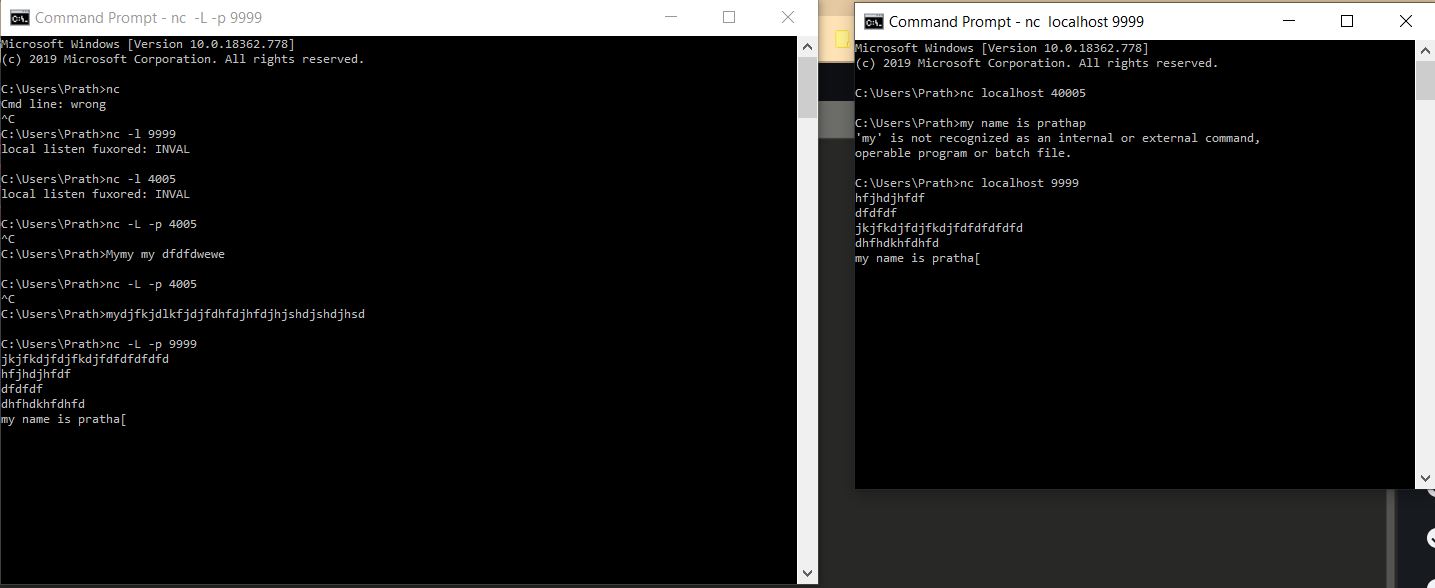 Command Prompt - nc -L -p 9999
Microsoft Windows [Version 10.0.18362.778]
(c) 2019 Microsoft Corporation. All rights reserved.
C:\Users\Prath>nc
Cmd line: wrong
^C
C:\Users\Prath>nc -l 9999
local listen fuxored: INVAL
C:\Users\Prath>nc -l 4005
local listen fuxored: INVAL
C:\Users\Prath>nc -L -p 4005
^C
C:\Users\Prath>Mymy my dfdfdwewe
C:\Users\Prath>nc -L -p 4005
^C
C:\Users\Prath>mydjfkjdlkfjdjfdhfdjhfdjhjshdjshdjhsd
C:\Users\Prath>nc -L -p 9999
jkjfkdjfdjfkdjfdfdfdfdfd
hfjhdjhfdf
dfdfdf
dhfhdkhfdhfd
my name is pratha[
Command Prompt - nc localhost 9999
Microsoft Windows [Version 10.0.18362.778]
(c) 2019 Microsoft Corporation. All rights reserved.
C:\Users\Prath>nc localhost 40005
C:\Users\Prath>my name is prathap
'my' is not recognized as an internal or external command,
operable program or batch file.
C:\Users\Prath>nc localhost 9999
hfjhdjhfdf
dfdfdf
jkjfkdjfdjfkdjfdfdfdfdfd
dhfhdkhfdhfd
my name is pratha[